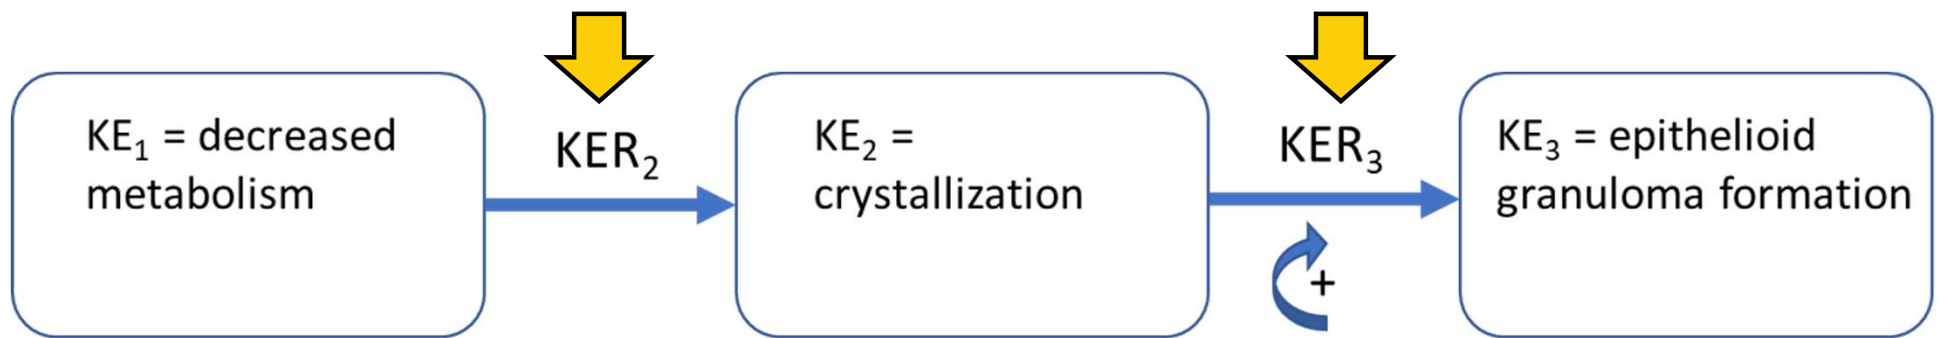 KE₁ = decreased
metabolism
KER₂
KE₂ =
crystallization
KER₃
+
KE₃ = epithelioid
granuloma formation